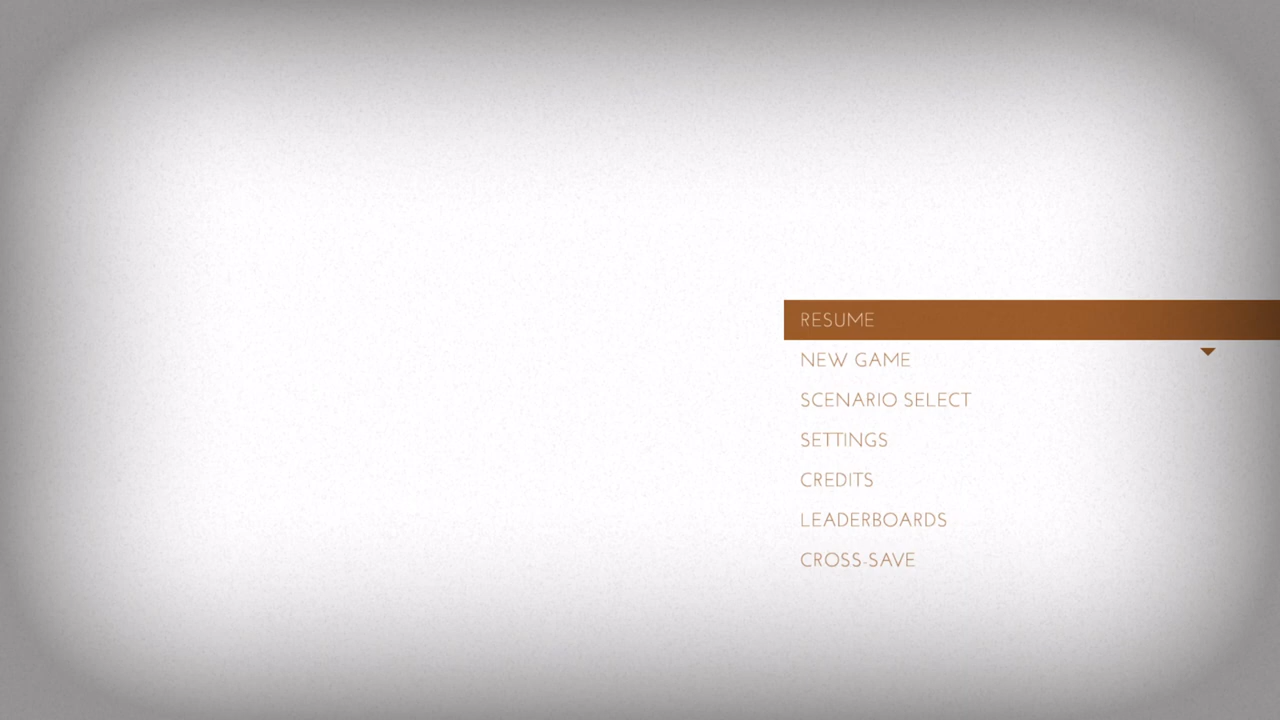 RESUME
NEW GAME
SCENARIO SELECT
SETTINGS
CREDITS
LEADERBOARDS
CROSS-SAVE